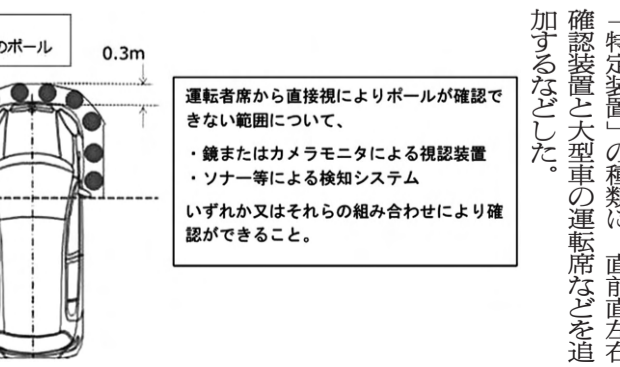 「特定装置」の種類に、直前直左右
確認装置と大型車の運転席などを追
加するなどした。
のポール
0.3m
運転者席から直接視によりポールが確認で
きない範囲について、
・鏡またはカメラモニタによる視認装置
・ソナー等による検知システム
いずれか又はそれらの組み合わせにより確
認ができること。